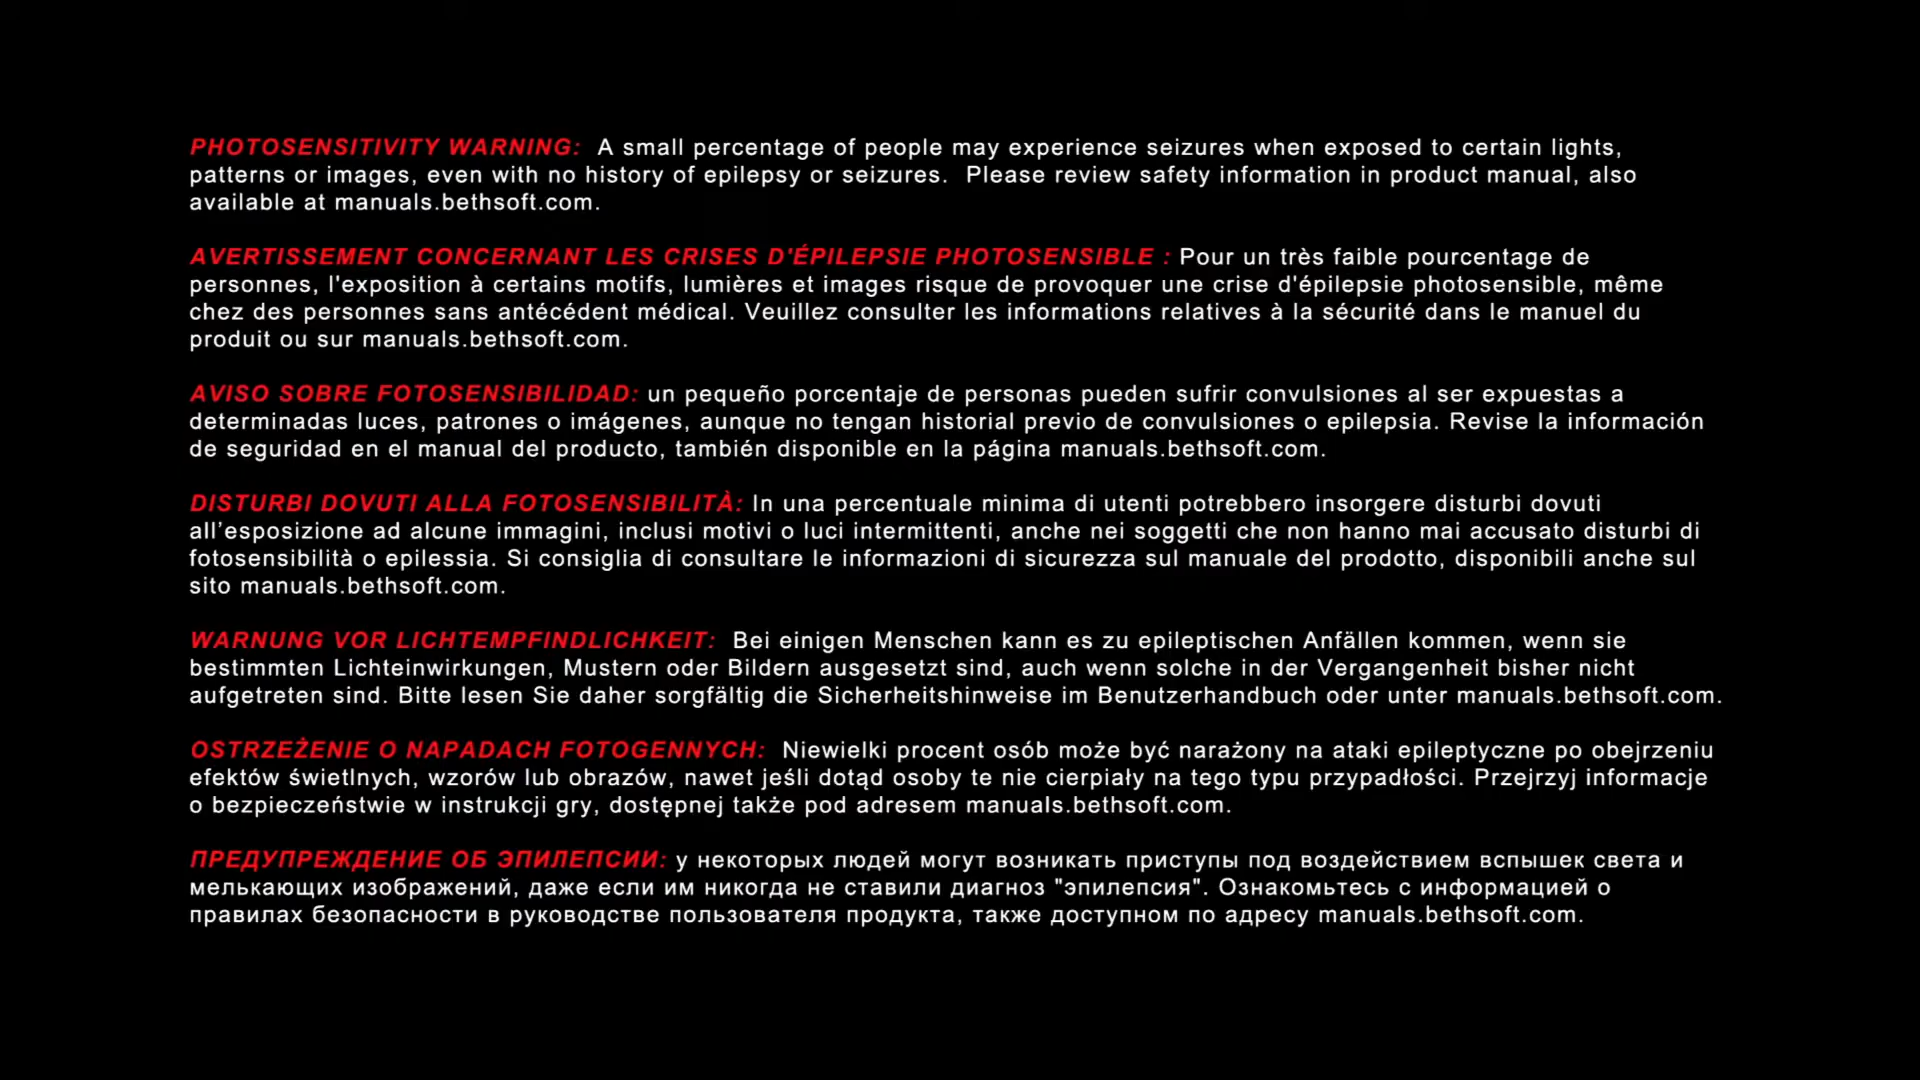 PHOTOSENSITIVITY WARNING:  A small percentage of people may experience seizures when exposed to certain lights,
patterns or images, even with no history of epilepsy or seizures.  Please review safety information in product manual, also
available at manuals.bethsoft.com.
AVERTISSEMENT CONCERNANT LES CRISES D'ÉPILEPSIE PHOTOSENSIBLE : Pour un très faible pourcentage de
personnes, l'exposition à certains motifs, lumières et images risque de provoquer une crise d'épilepsie photosensible, même
chez des personnes sans antécédent médical. Veuillez consulter les informations relatives à la sécurité dans le manuel du
produit ou sur manuals.bethsoft.com.
AVISO SOBRE FOTOSENSIBILIDAD: un pequeño porcentaje de personas pueden sufrir convulsiones al ser expuestas a
determinadas luces, patrones o imágenes, aunque no tengan historial previo de convulsiones o epilepsia. Revise la información
de seguridad en el manual del producto, también disponible en la página manuals.bethsoft.com.
DISTURBI DOVUTI ALLA FOTOSENSIBILITÀ: In una percentuale minima di utenti potrebbero insorgere disturbi dovuti
all’esposizione ad alcune immagini, inclusi motivi o luci intermittenti, anche nei soggetti che non hanno mai accusato disturbi di
fotosensibilità o epilessia. Si consiglia di consultare le informazioni di sicurezza sul manuale del prodotto, disponibili anche sul
sito manuals.bethsoft.com.
WARNUNG VOR LICHTEMPFINDLICHKEIT:  Bei einigen Menschen kann es zu epileptischen Anfällen kommen, wenn sie
bestimmten Lichteinwirkungen, Mustern oder Bildern ausgesetzt sind, auch wenn solche in der Vergangenheit bisher nicht
aufgetreten sind. Bitte lesen Sie daher sorgfältig die Sicherheitshinweise im Benutzerhandbuch oder unter manuals.bethsoft.com.
OSTRZEŻENIE O NAPADACH FOTOGENNYCH:  Niewielki procent osób może być narażony na ataki epileptyczne po obejrzeniu
efektów świetlnych, wzorów lub obrazów, nawet jeśli dotąd osoby te nie cierpiały na tego typu przypadłości. Przejrzyj informacje
o bezpieczeństwie w instrukcji gry, dostępnej także pod adresem manuals.bethsoft.com.
ПРЕДУПРЕЖДЕНИЕ ОБ ЭПИЛЕПСИИ: у некоторых людей могут возникать приступы под воздействием вспышек света и
мелькающих изображений, даже если им никогда не ставили диагноз "эпилепсия". Ознакомьтесь с информацией о
правилах безопасности в руководстве пользователя продукта, также доступном по адресу manuals.bethsoft.com.